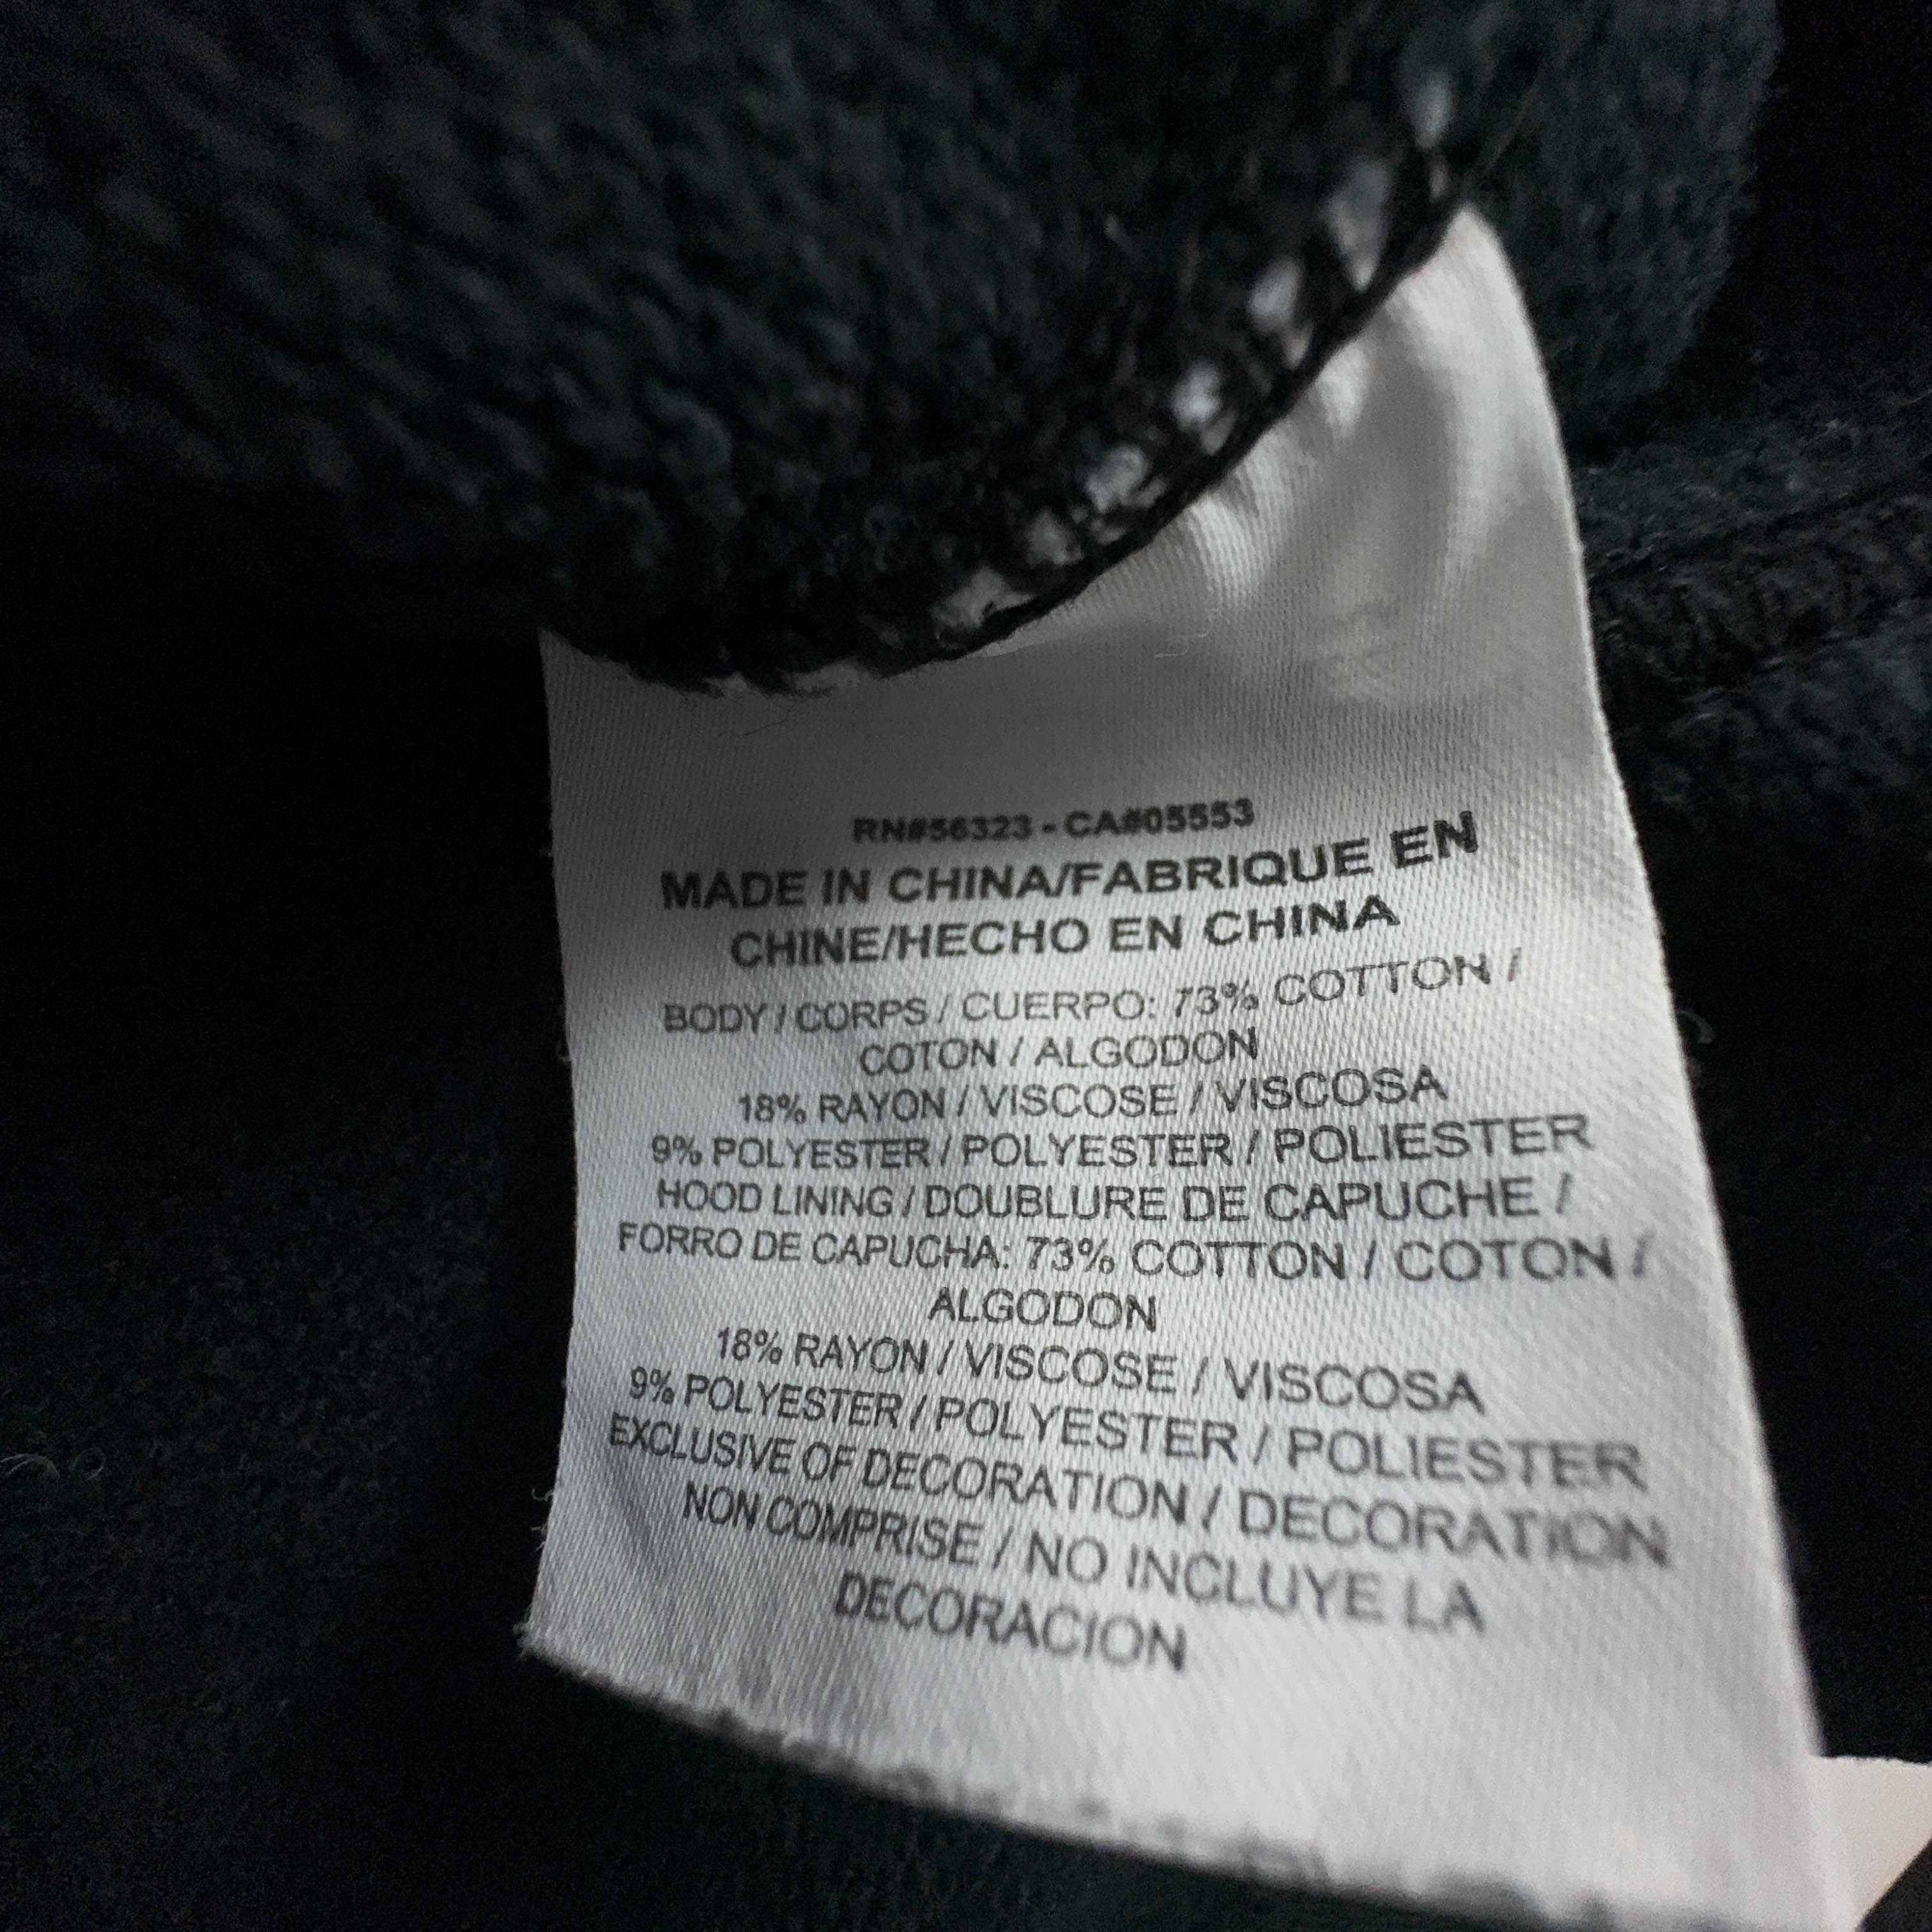 RN#56323 - CA#05553
MADE IN CHINA/FABRIQUE EN
CHINE/HECHO EN CHINA
BODY / CORPS / CUERPO: 73% COTTON /
COTON / ALGODON
18% RAYON / VISCOSE / VISCOSA
9% POLYESTER / POLYESTER / POLIESTER
HOOD LINING / DOUBLURE DE CAPUCHE /
FORRO DE CAPUCHA: 73% COTTON / COTON /
ALGODON
18% RAYON / VISCOSE / VISCOSA
9% POLYESTER / POLYESTER / POLIESTER
EXCLUSIVE OF DECORATION / DECORATION
NON COMPRISE / NO INCLUYE LA
DECORACION